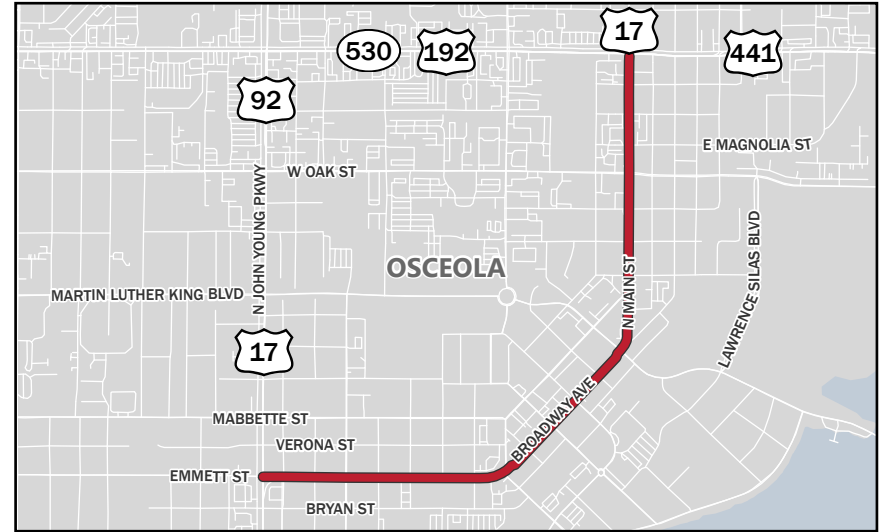 17
530
192
441
92
E MAGNOLIA ST
W OAK ST
N JOHN YOUNG PKWY
LAWRENCE SILAS BLVD
OSCEOLA
N MAIN ST
MARTIN LUTHER KING BLVD
17
BROADWAY AVE
MABBETTE ST
VERONA ST
EMMETT ST
BRYAN ST